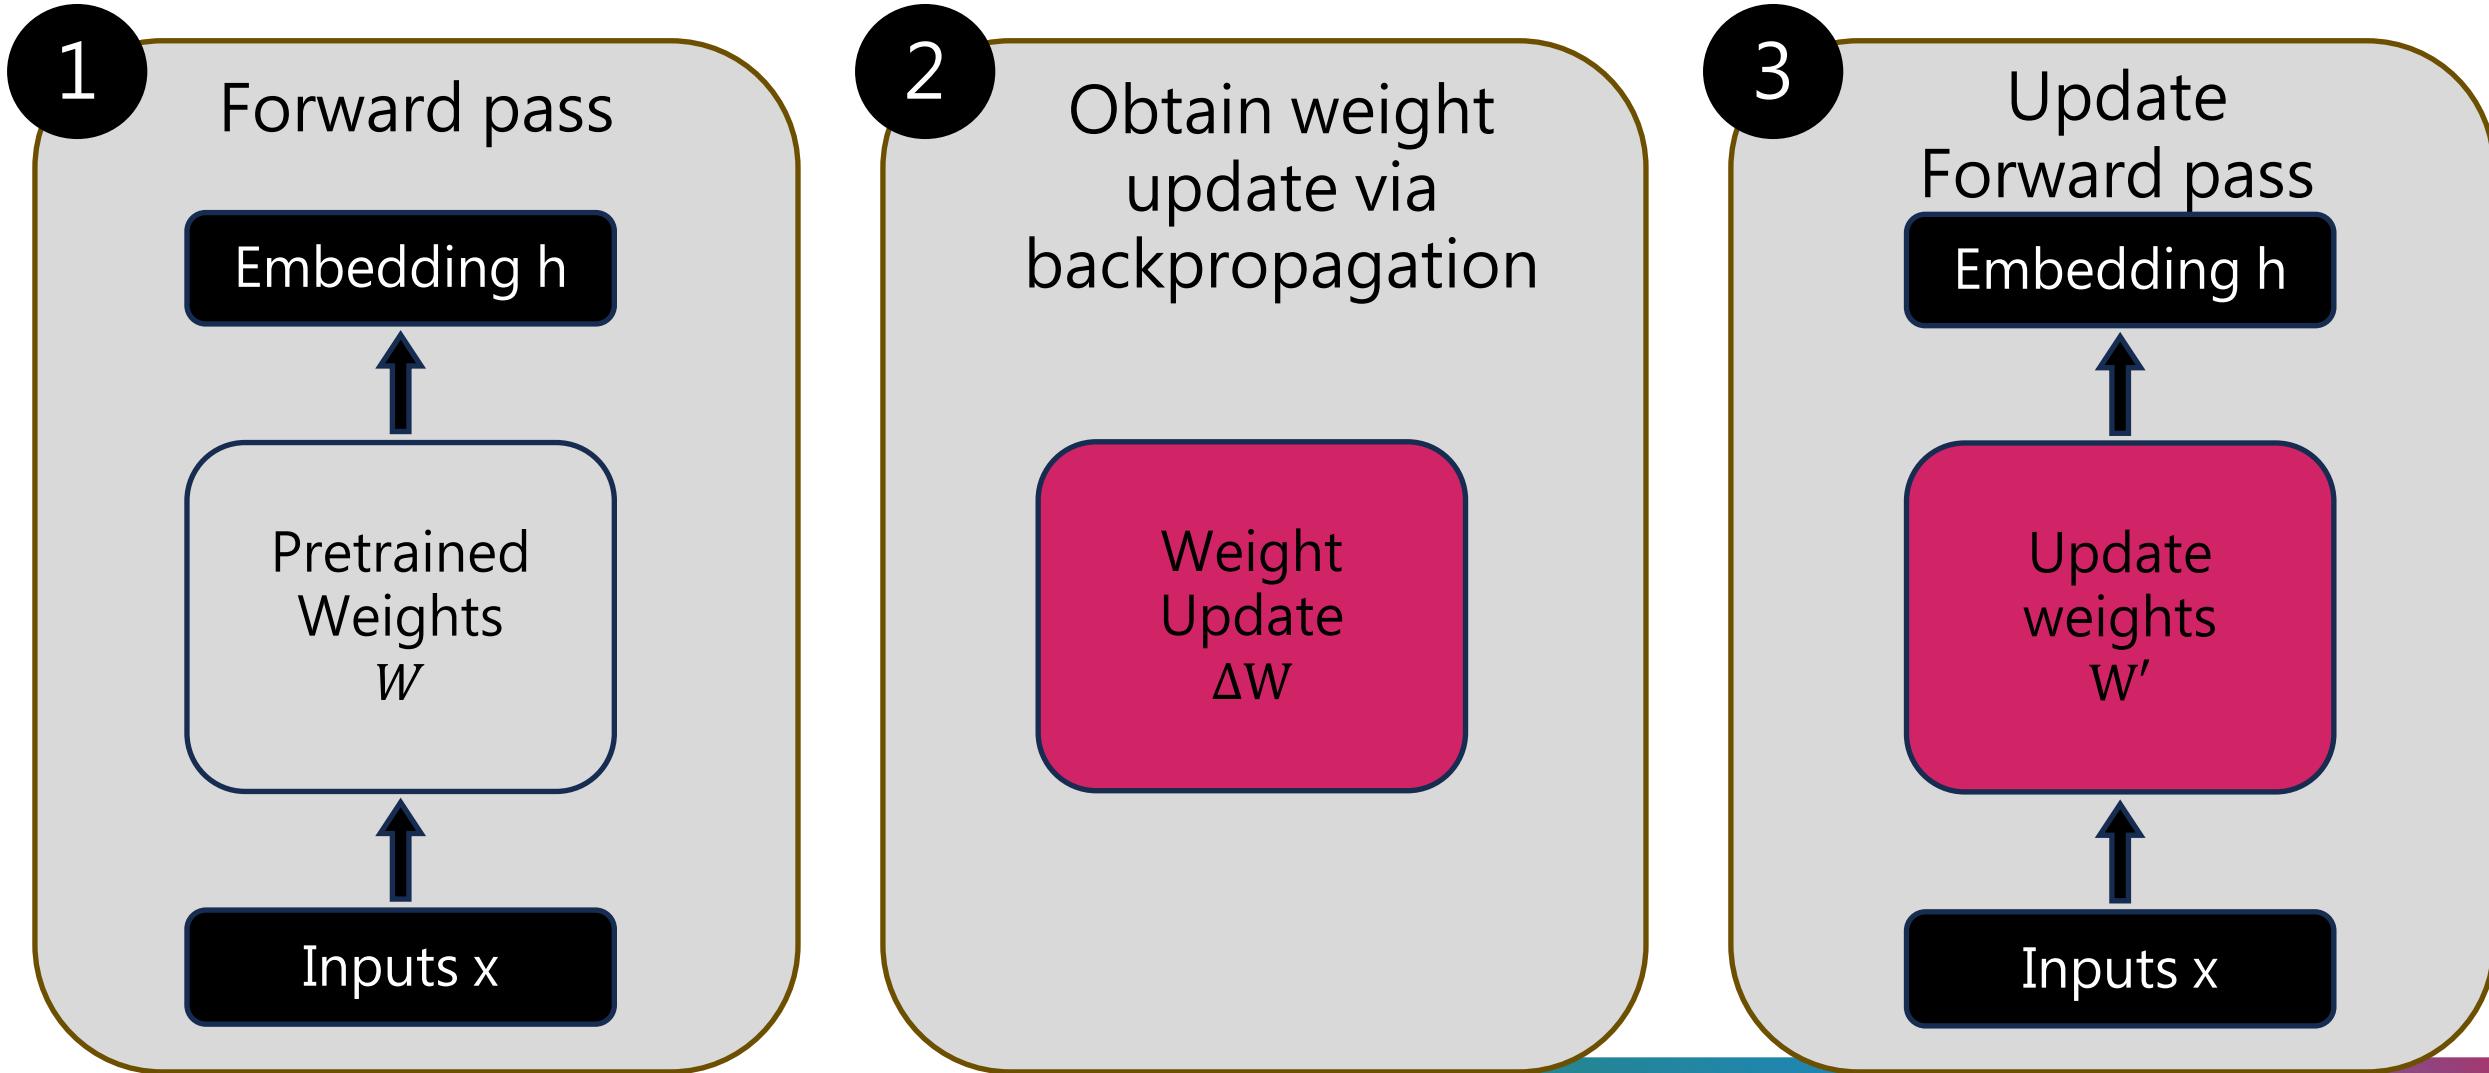 1
Forward pass
Embedding h
Pretrained
Weights
W
Inputs x
2
Obtain weight
update via
backpropagation
Weight
Update
ΔW
3
Update
Forward pass
Embedding h
Update
weights
W′
Inputs x